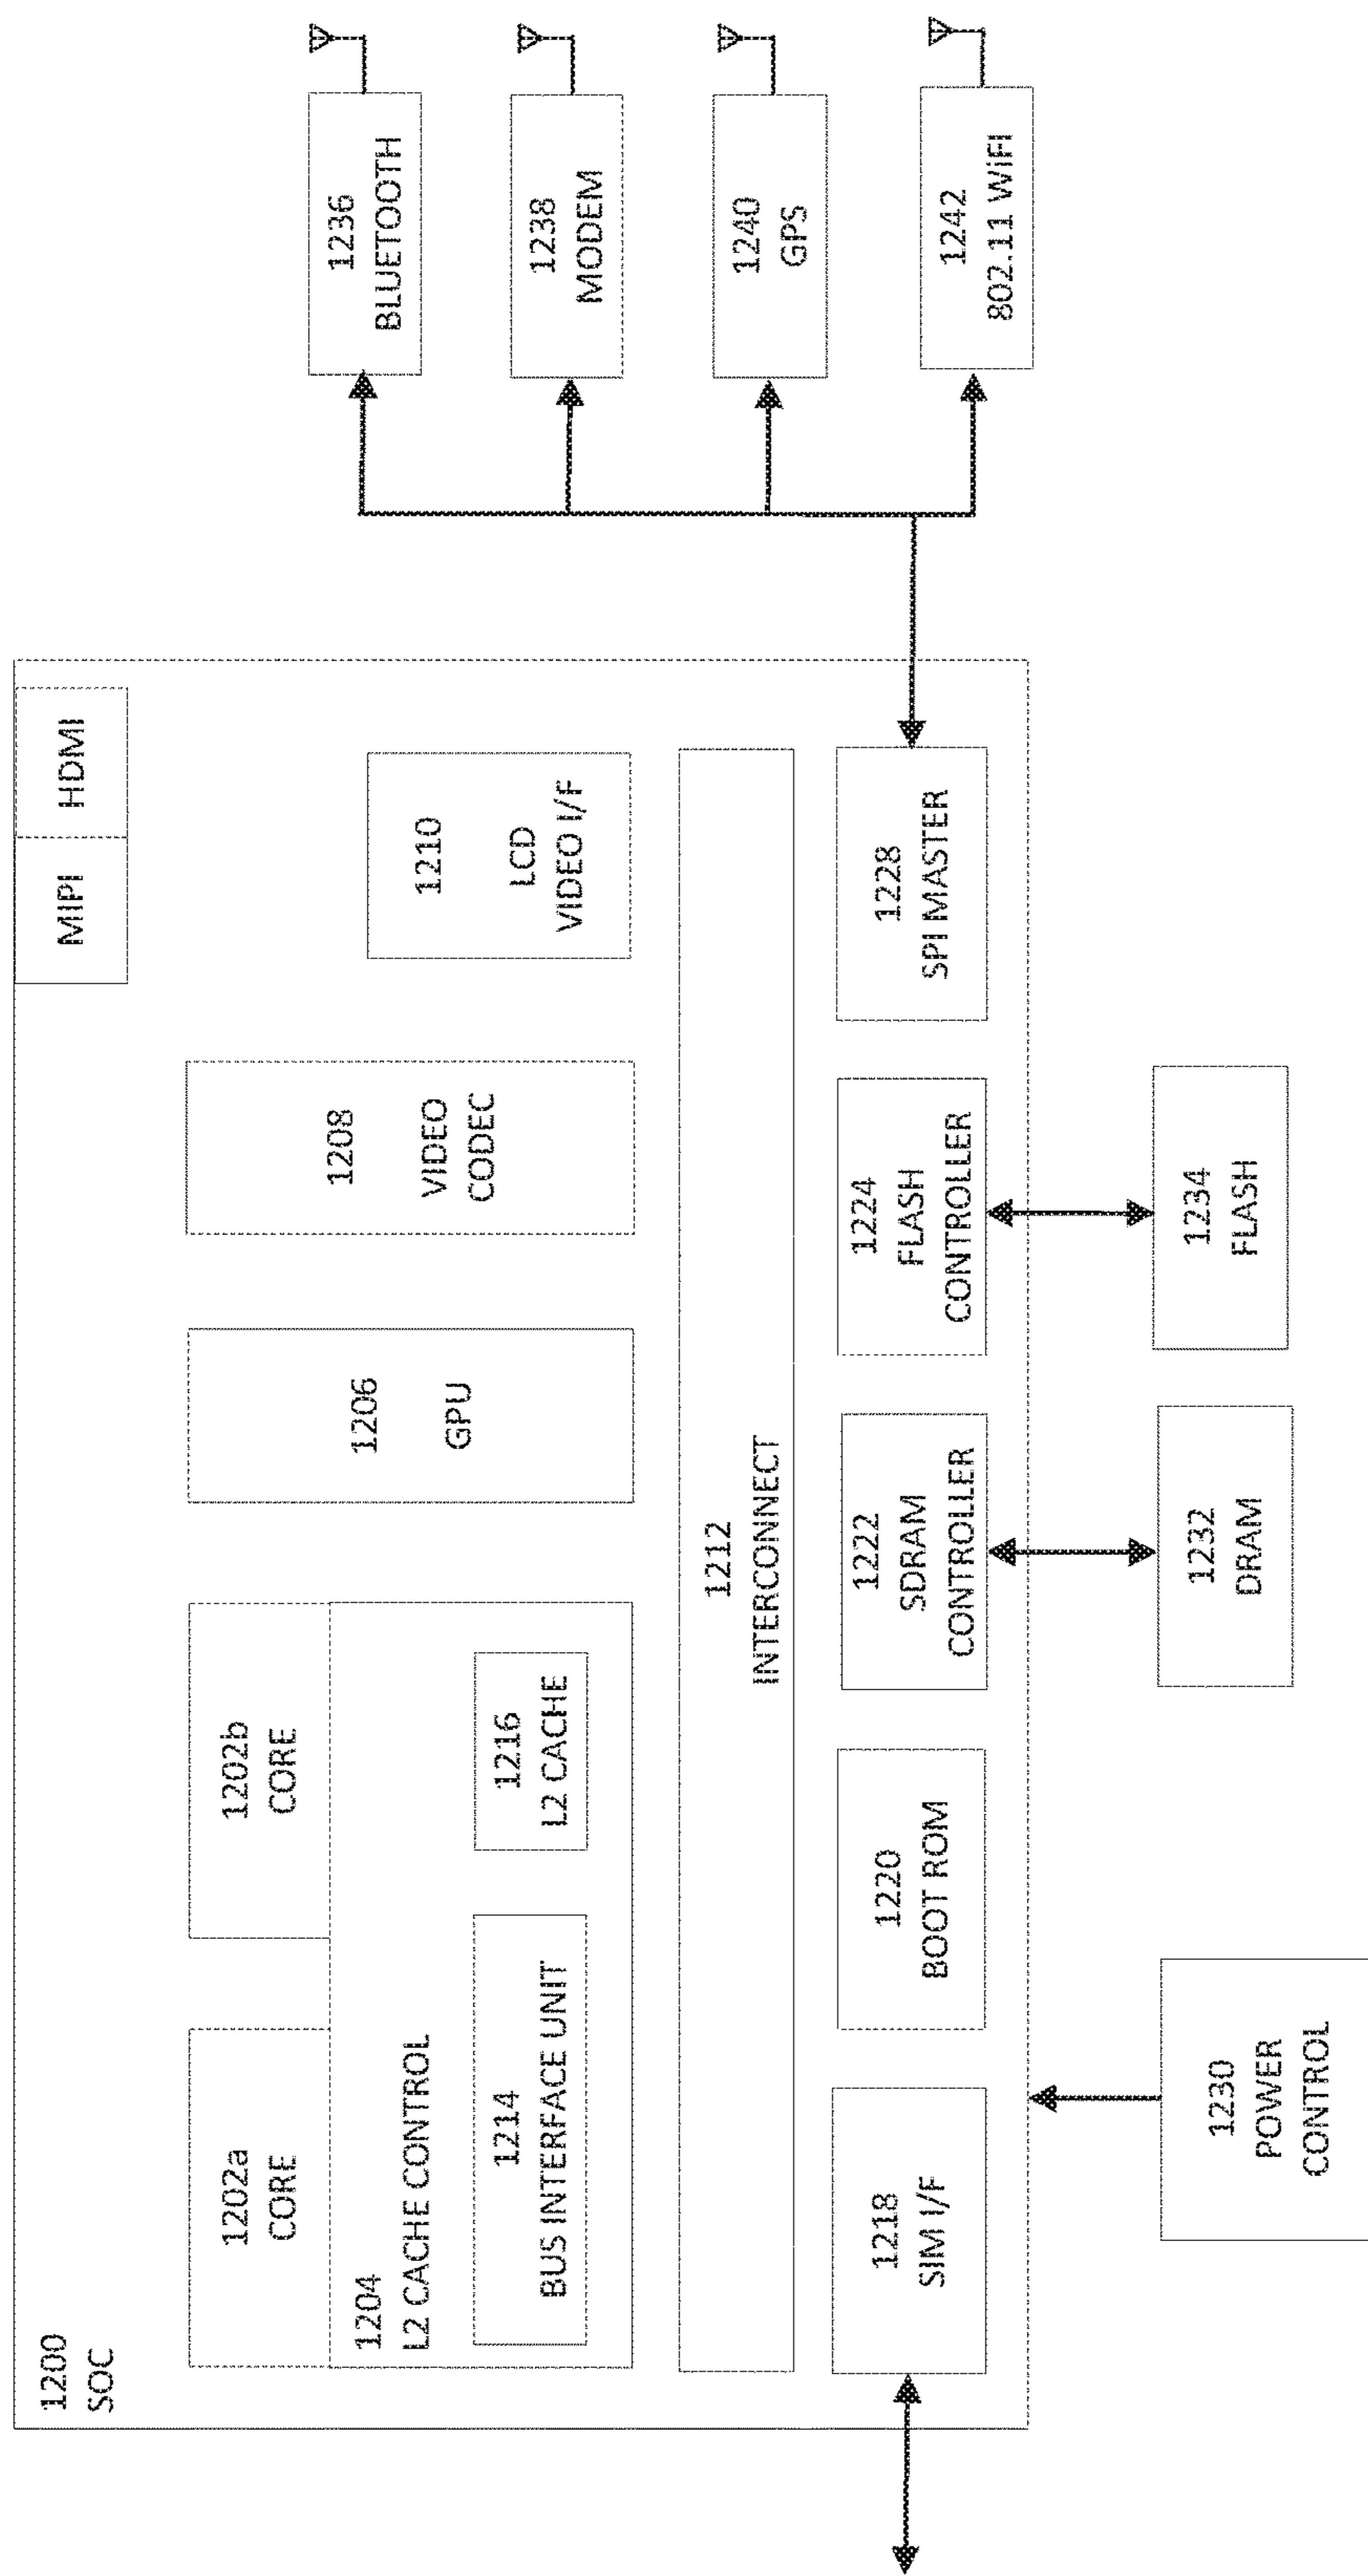 1200
SOC
MIPI
HDMI
1202a
CORE
1202b
CORE
1204
L2 CACHE CONTROL
1214
BUS INTERFACE UNIT
1216
L2 CACHE
1206
GPU
1208
VIDEO
CODEC
1210
LCD
VIDEO I/F
1212
INTERCONNECT
1218
SIM I/F
1220
BOOT ROM
1222
SDRAM
CONTROLLER
1224
FLASH
CONTROLLER
1228
SPI MASTER
1230
POWER
CONTROL
1232
DRAM
1234
FLASH
1236
BLUETOOTH
1238
MODEM
1240
GPS
1242
802.11 WiFI